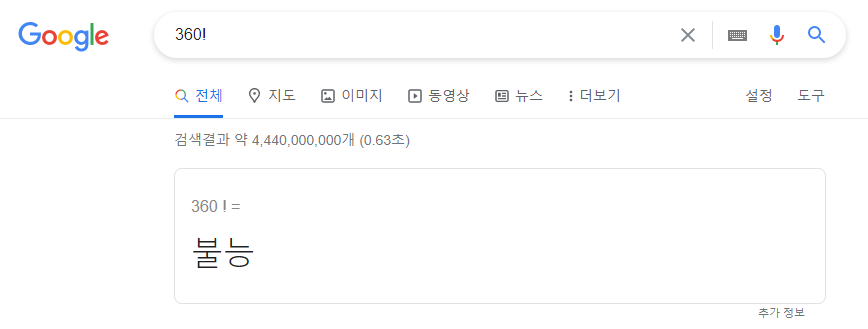 Google 360!
전체 지도 이미지 동영상 뉴스 더보기 설정 도구
검색결과 약 4,440,000,000개 (0.63초)
360 ! =
불능
추가 정보